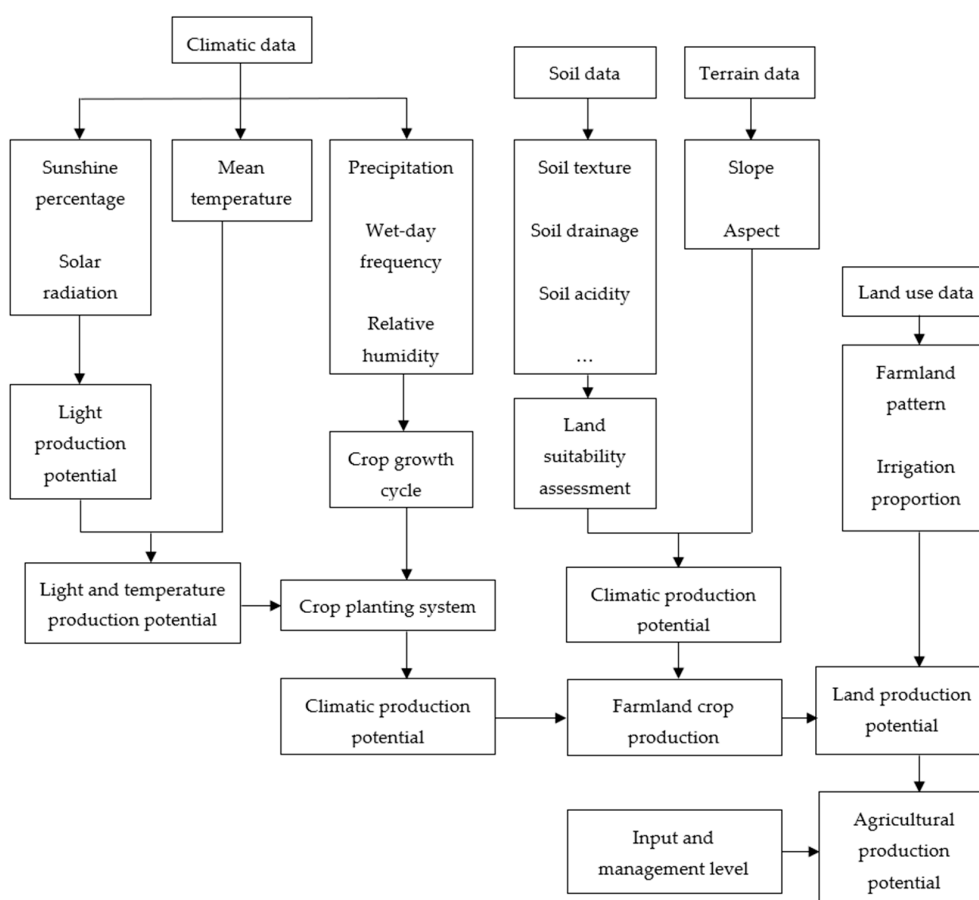 Climatic data
Soil data
Terrain data
Sunshine
percentage
Solar
radiation
Mean
temperature
Precipitation
Wet-day
frequency
Relative
humidity
Soil texture
Soil drainage
Soil acidity
...
Slope
Aspect
Land use data
Farmland
pattern
Irrigation
proportion
Light
production
potential
Crop growth
cycle
Land
suitability
assessment
Light and temperature
production potential
Crop planting system
Climatic production
potential
Climatic production
potential
Farmland crop
production
Land production
potential
Input and
management level
Agricultural
production
potential